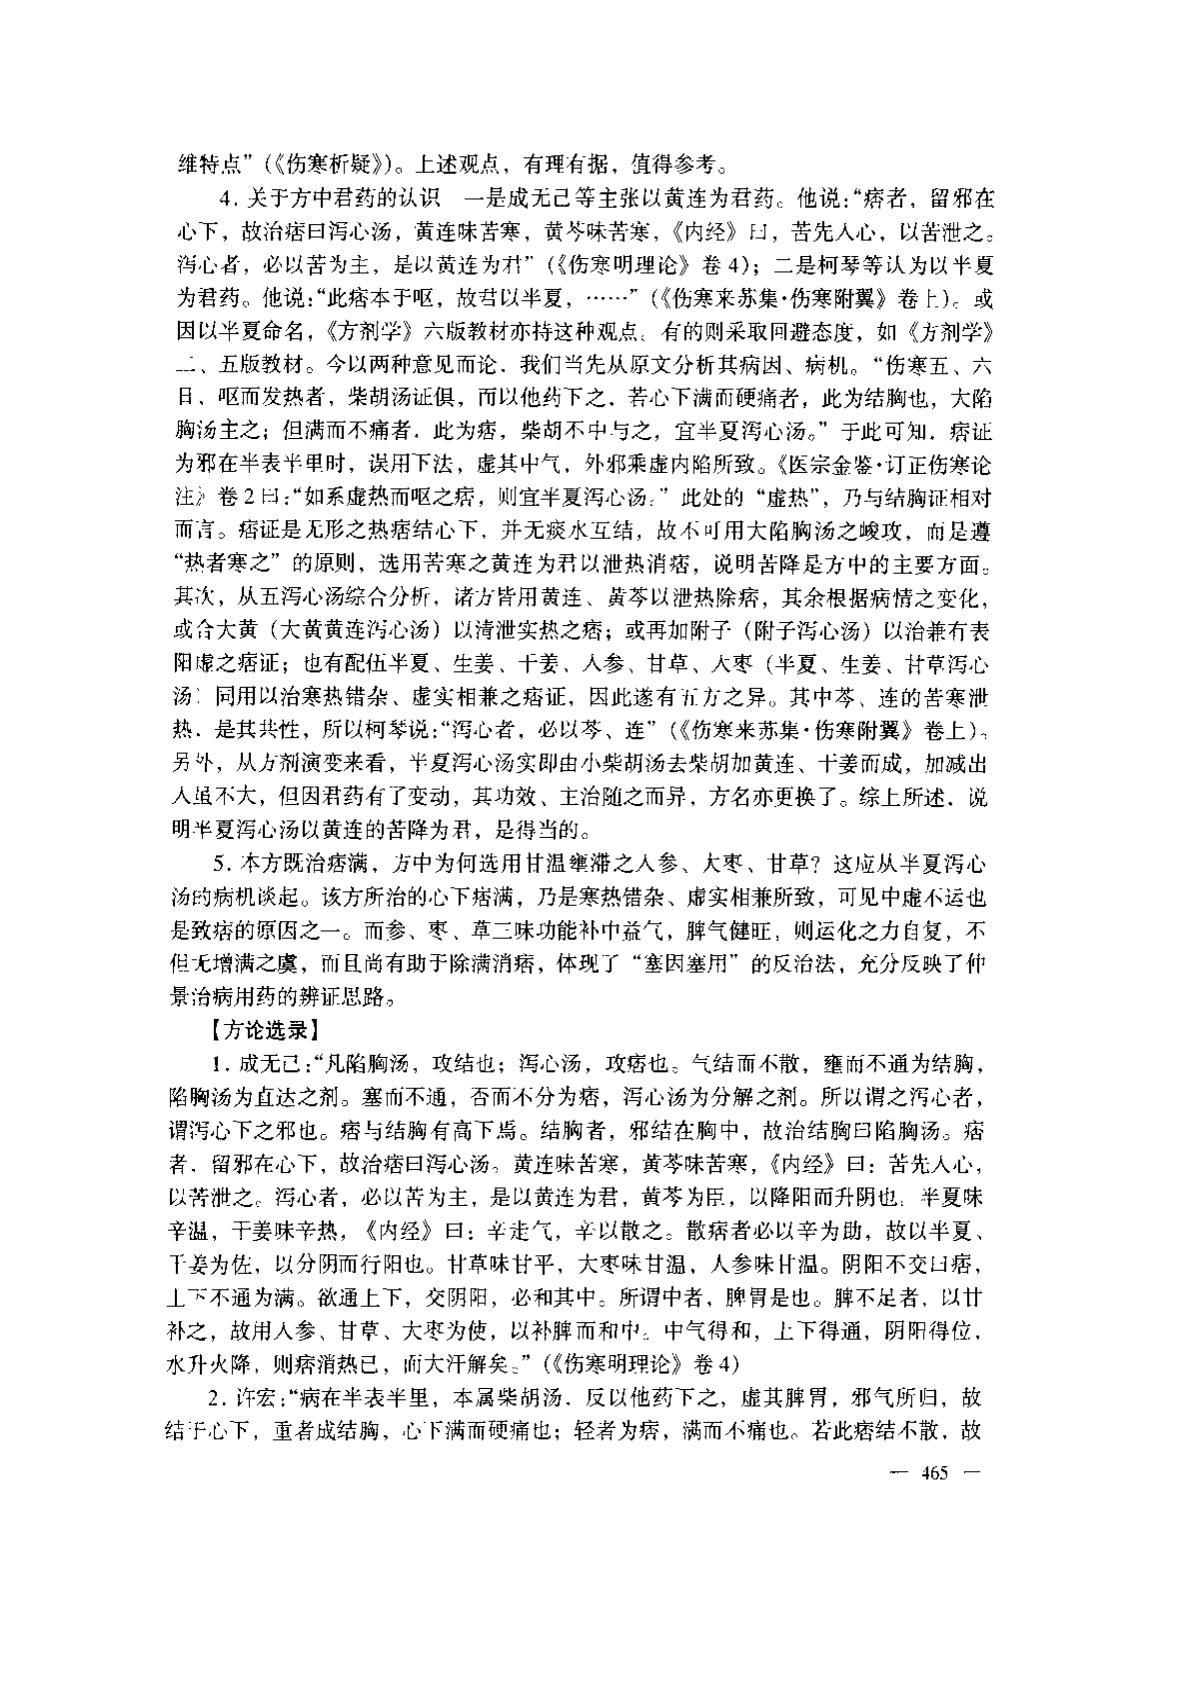 维特点”(《伤寒析疑》)。上述观点，有理有据，值得参考。
4. 关于方中君药的认识　一是成无己等主张以黄连为君药。他说：“痞者，留邪在
心下，故治痞曰泻心汤，黄连味苦寒，黄芩味苦寒，《内经》曰，苦先入心，以苦泄之。
泻心者，必以苦为主，是以黄连为君”(《伤寒明理论》卷 4)；二是柯琴等认为以半夏
为君药。他说：“此痞本于呕，故君以半夏，……”(《伤寒来苏集·伤寒附翼》卷上)。或
因以半夏命名，《方剂学》六版教材亦持这种观点。有的则采取回避态度，如《方剂学》
二、五版教材。今以两种意见而论，我们当先从原文分析其病因、病机。“伤寒五、六
日、呕而发热者，柴胡汤证俱，而以他药下之，若心下满而硬痛者，此为结胸也，大陷
胸汤主之；但满而不痛者，此为痞，柴胡不中与之，宜半夏泻心汤。”于此可知，痞证
为邪在半表半里时，误用下法，虚其中气，外邪乘虚内陷所致。《医宗金鉴·订正伤寒论
注》卷 2 曰：“如系虚热而呕之痞，则宜半夏泻心汤。”此处的“虚热”，乃与结胸证相对
而言。痞证是无形之热痞结心下，并无痰水互结，故不可用大陷胸汤之峻攻，而是遵
“热者寒之”的原则，选用苦寒之黄连为君以泄热消痞，说明苦降是方中的主要方面。
其次，从五泻心汤综合分析，诸方皆用黄连、黄芩以泄热除痞，其余根据病情之变化，
或合大黄（大黄黄连泻心汤）以清泄实热之痞；或再加附子（附子泻心汤）以治兼有表
阳虚之痞证；也有配伍半夏、生姜、干姜、人参、甘草、大枣（半夏、生姜、甘草泻心
汤）同用以治寒热错杂、虚实相兼之痞证，因此遂有五方之异。其中芩、连的苦寒泄
热，是其共性，所以柯琴说：“泻心者，必以芩、连”(《伤寒来苏集·伤寒附翼》卷上)。
另外，从方剂演变来看，半夏泻心汤实即由小柴胡汤去柴胡加黄连、干姜而成，加减出
入虽不大，但因君药有了变动，其功效、主治随之而异，方名亦更换了。综上所述，说
明半夏泻心汤以黄连的苦降为君，是得当的。
5. 本方既治痞满，方中为何选用甘温壅滞之人参、大枣、甘草？这应从半夏泻心
汤的病机谈起。该方所治的心下痞满，乃是寒热错杂、虚实相兼所致，可见中虚不运也
是致痞的原因之一。而参、枣、草三味功能补中益气，脾气健旺，则运化之力自复，不
但无增满之虞，而且尚有助于除满消痞，体现了“塞因塞用”的反治法，充分反映了仲
景治病用药的辨证思路。
【方论选录】
1. 成无己：“凡陷胸汤，攻结也；泻心汤，攻痞也。气结而不散，壅而不通为结胸，
陷胸汤为直达之剂。塞而不通，否而不分为痞，泻心汤为分解之剂。所以谓之泻心者，
谓泻心下之邪也。痞与结胸有高下焉。结胸者，邪结在胸中，故治结胸曰陷胸汤。痞
者，留邪在心下，故治痞曰泻心汤。黄连味苦寒，黄芩味苦寒，《内经》曰：苦先入心，
以苦泄之。泻心者，必以苦为主，是以黄连为君，黄芩为臣，以降阳而升阴也。半夏味
辛温，干姜味辛热，《内经》曰：辛走气，辛以散之。散痞者必以辛为助，故以半夏、
干姜为佐，以分阴而行阳也。甘草味甘平，大枣味甘温，人参味甘温。阴阳不交曰痞，
上下不通为满。欲通上下，交阴阳，必和其中。所谓中者，脾胃是也。脾不足者，以甘
补之，故用人参、甘草、大枣为使，以补脾而和中。中气得和，上下得通，阴阳得位，
水升火降，则痞消热已，而大汗解矣。”(《伤寒明理论》卷 4)
2. 许宏：“病在半表半里，本属柴胡汤，反以他药下之，虚其脾胃，邪气所归，故
结于心下，重者成结胸，心下满而硬痛也；轻者为痞，满而不痛也。若此痞结不散，故
— 465 —